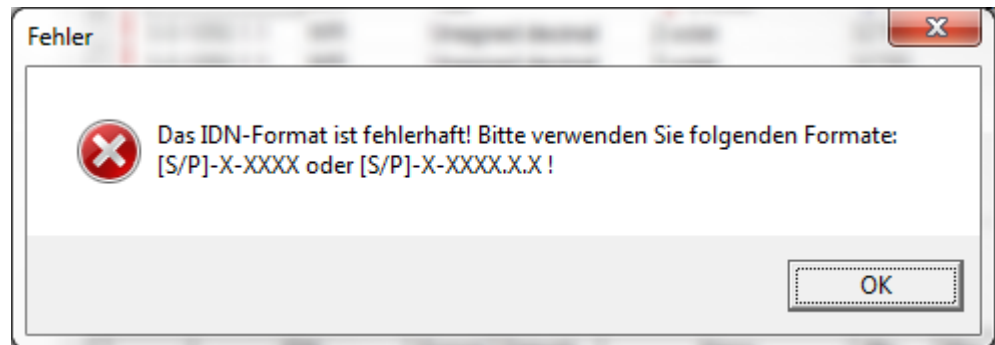 Fehler
Das IDN-Format ist fehlerhaft! Bitte verwenden Sie folgenden Formate:
[S/P]-X-XXXX oder [S/P]-X-XXXX.X.X !
OK